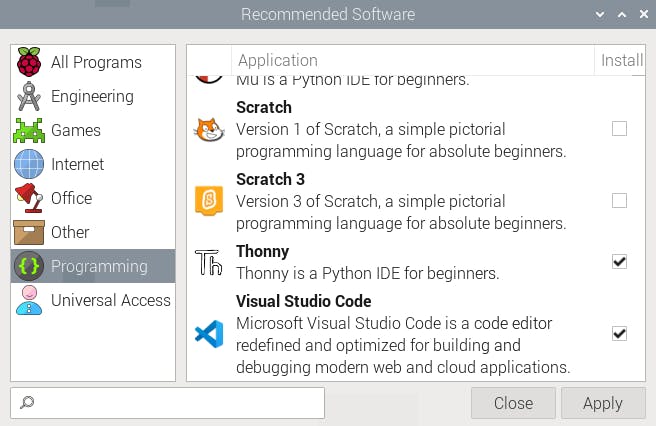 Recommended Software
All Programs
Engineering
Games
Internet
Office
Other
Programming
Universal Access
Application Install
Mu is a Python IDE for beginners.
Scratch
Version 1 of Scratch, a simple pictorial
programming language for absolute beginners.
Scratch 3
Version 3 of Scratch, a simple pictorial
programming language for absolute beginners.
Th
Thonny
Thonny is a Python IDE for beginners.
Visual Studio Code
Microsoft Visual Studio Code is a code editor
redefined and optimized for building and
debugging modern web and cloud applications.
Close Apply